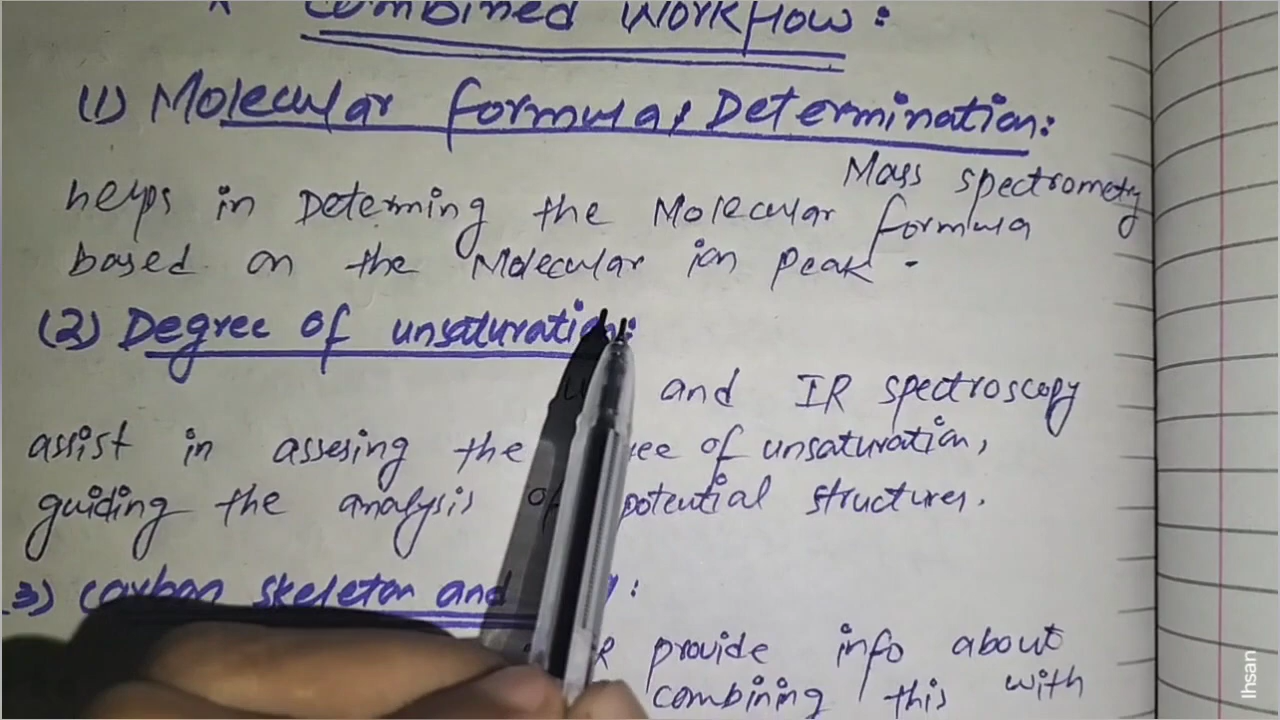 * Combined Workflow:
(1) Molecular formula, Determination:
Mass spectrometry
helps in Determing the Molecular formula
based on the Molecular ion peak.
(2) Degree of unsaturation:
and IR spectroscopy
assist in assesing the of unsaturation,
guiding the analysis of potential structures.
3) carbon skeleton and :
provide info about
combining this with
Ihsan